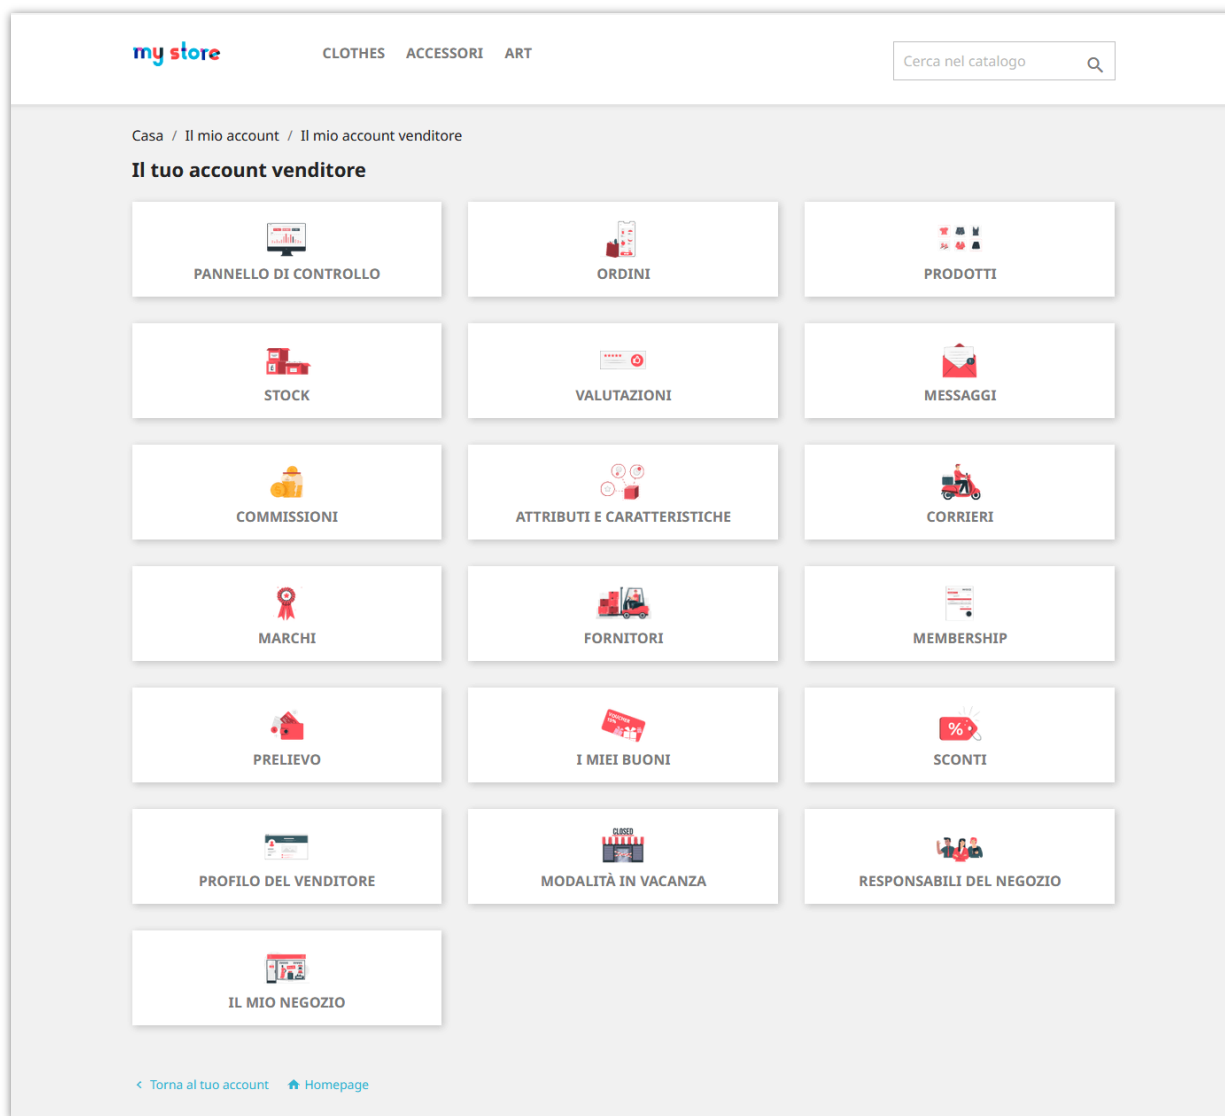 my store
CLOTHES ACCESSORI ART
Cerca nel catalogo
Casa / Il mio account / Il mio account venditore
Il tuo account venditore
PANNELLO DI CONTROLLO
ORDINI
PRODOTTI
STOCK
VALUTAZIONI
MESSAGGI
COMMISSIONI
ATTRIBUTI E CARATTERISTICHE
CORRIERI
MARCHI
FORNITORI
MEMBERSHIP
PRELIEVO
I MIEI BUONI
SCONTI
%
CLOSED
PROFILO DEL VENDITORE
MODALITÀ IN VACANZA
RESPONSABILI DEL NEGOZIO
IL MIO NEGOZIO
Torna al tuo account Homepage